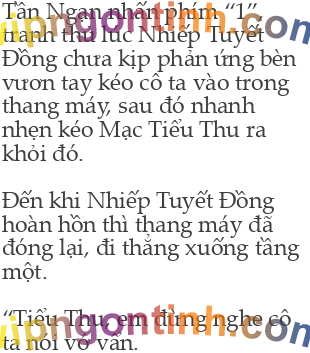 Tần Ngạn nhấn phím “1”,
tranh thủ lúc Nhiếp Tuyết
Đồng chưa kịp phản ứng bèn
vươn tay kéo cô ta vào trong
thang máy, sau đó nhanh
nhẹn kéo Mạc Tiểu Thu ra
khỏi đó.
Đến khi Nhiếp Tuyết Đồng
hoàn hồn thì thang máy đã
đóng lại, đi thẳng xuống tầng
một.
“Tiểu Thu, em đừng nghe cô
ta nói vớ vẩn.
vipngontinh.com
vipngontinh.com